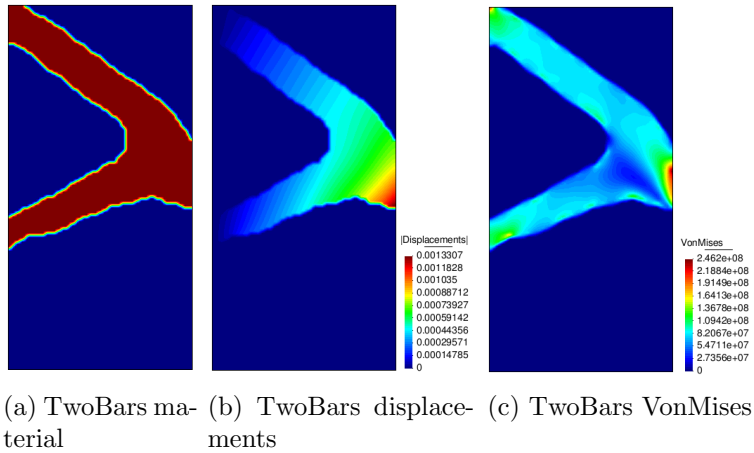 |Displacements|
0.0013307
0.0011828
0.001035
0.00088712
0.00073927
0.00059142
0.00044356
0.00029571
0.00014785
0
VonMises
2.462e+08
2.1884e+08
1.9149e+08
1.6413e+08
1.3678e+08
1.0942e+08
8.2067e+07
5.4711e+07
2.7356e+07
0
(a) TwoBars ma-
terial
(b) TwoBars displace-
ments
(c) TwoBars VonMises